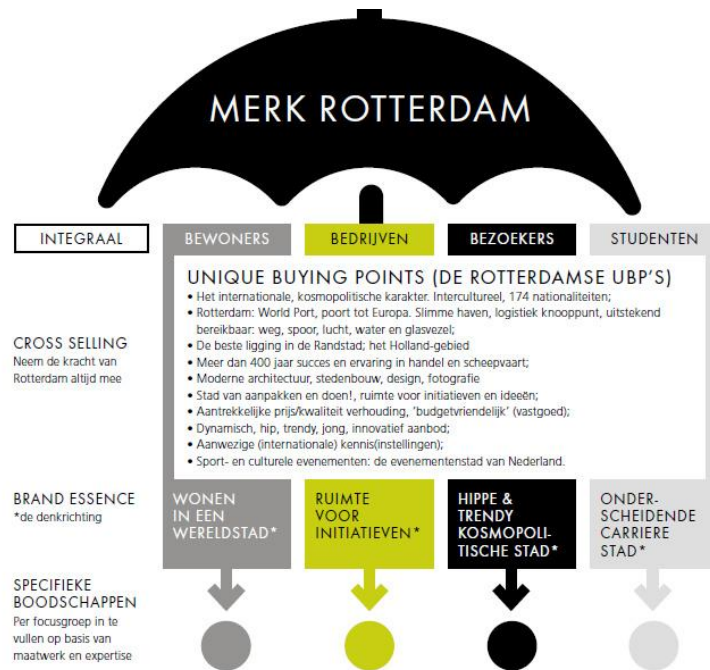 MERK ROTTERDAM
INTEGRAAL
BEWONERS
BEDRIJVEN
BEZOEKERS
STUDENTEN
CROSS SELLING
Neem de kracht van
Rotterdam altijd mee
UNIQUE BUYING POINTS (DE ROTTERDAMSE UBP'S)
• Het internationale, kosmopolitische karakter. Intercultureel, 174 nationaliteiten;
• Rotterdam: World Port, poort tot Europa. Slimme haven, logistiek knooppunt, uitstekend
bereikbaar: weg, spoor, lucht, water en glasvezel;
• De beste ligging in de Randstad; het Holland-gebied
• Meer dan 400 jaar succes en ervaring in handel en scheepvaart;
• Moderne architectuur, stedenbouw, design, fotografie
• Stad van aanpakken en doen!, ruimte voor initiatieven en ideeën;
• Aantrekkelijke prijs/kwaliteit verhouding, 'budgetvriendelijk' (vastgoed);
• Dynamisch, hip, trendy, jong, innovatief aanbod;
• Aanwezige (internationale) kennis(instellingen);
• Sport- en culturele evenementen: de evenementenstad van Nederland.
BRAND ESSENCE
*de denkrichting
WONEN
IN EEN
WERELDSTAD*
RUIMTE
VOOR
INITIATIEVEN*
HIPPE &
TRENDY
KOSMOPOLI-
TISCHE STAD*
ONDER-
SCHEIDENDE
CARRIERE
STAD*
SPECIFIEKE
BOODSCHAPPEN
Per focusgroep in te
vullen op basis van
maatwerk en expertise